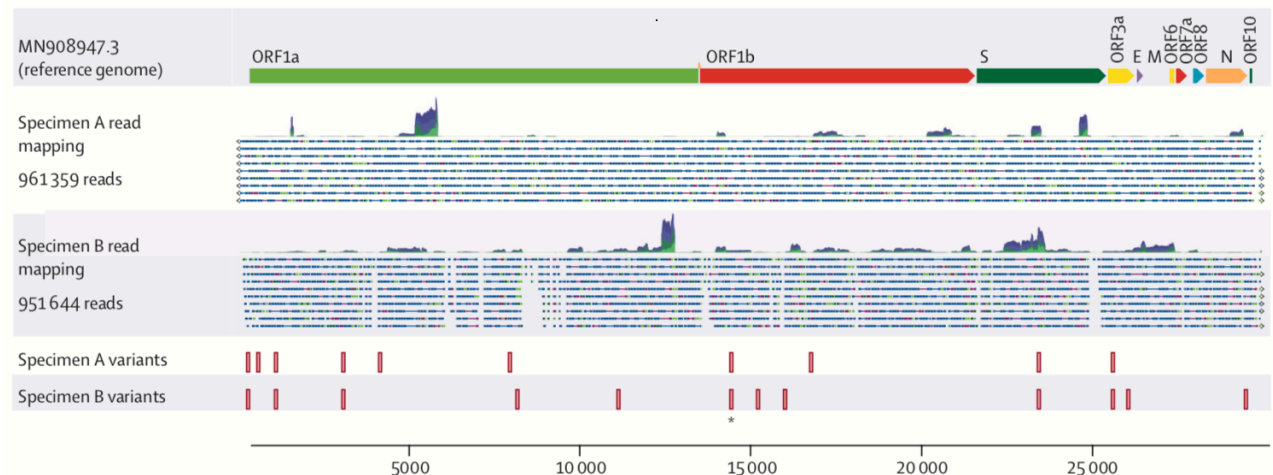 MN908947.3
(reference genome)
ORF1a
ORF1b
S
ORF3a
E
M
ORF6
ORF7a
ORF8
N
ORF10
Specimen A read
mapping
961359 reads
Specimen B read
mapping
951644 reads
Specimen A variants
Specimen B variants
*
5000
10000
15000
20000
25000